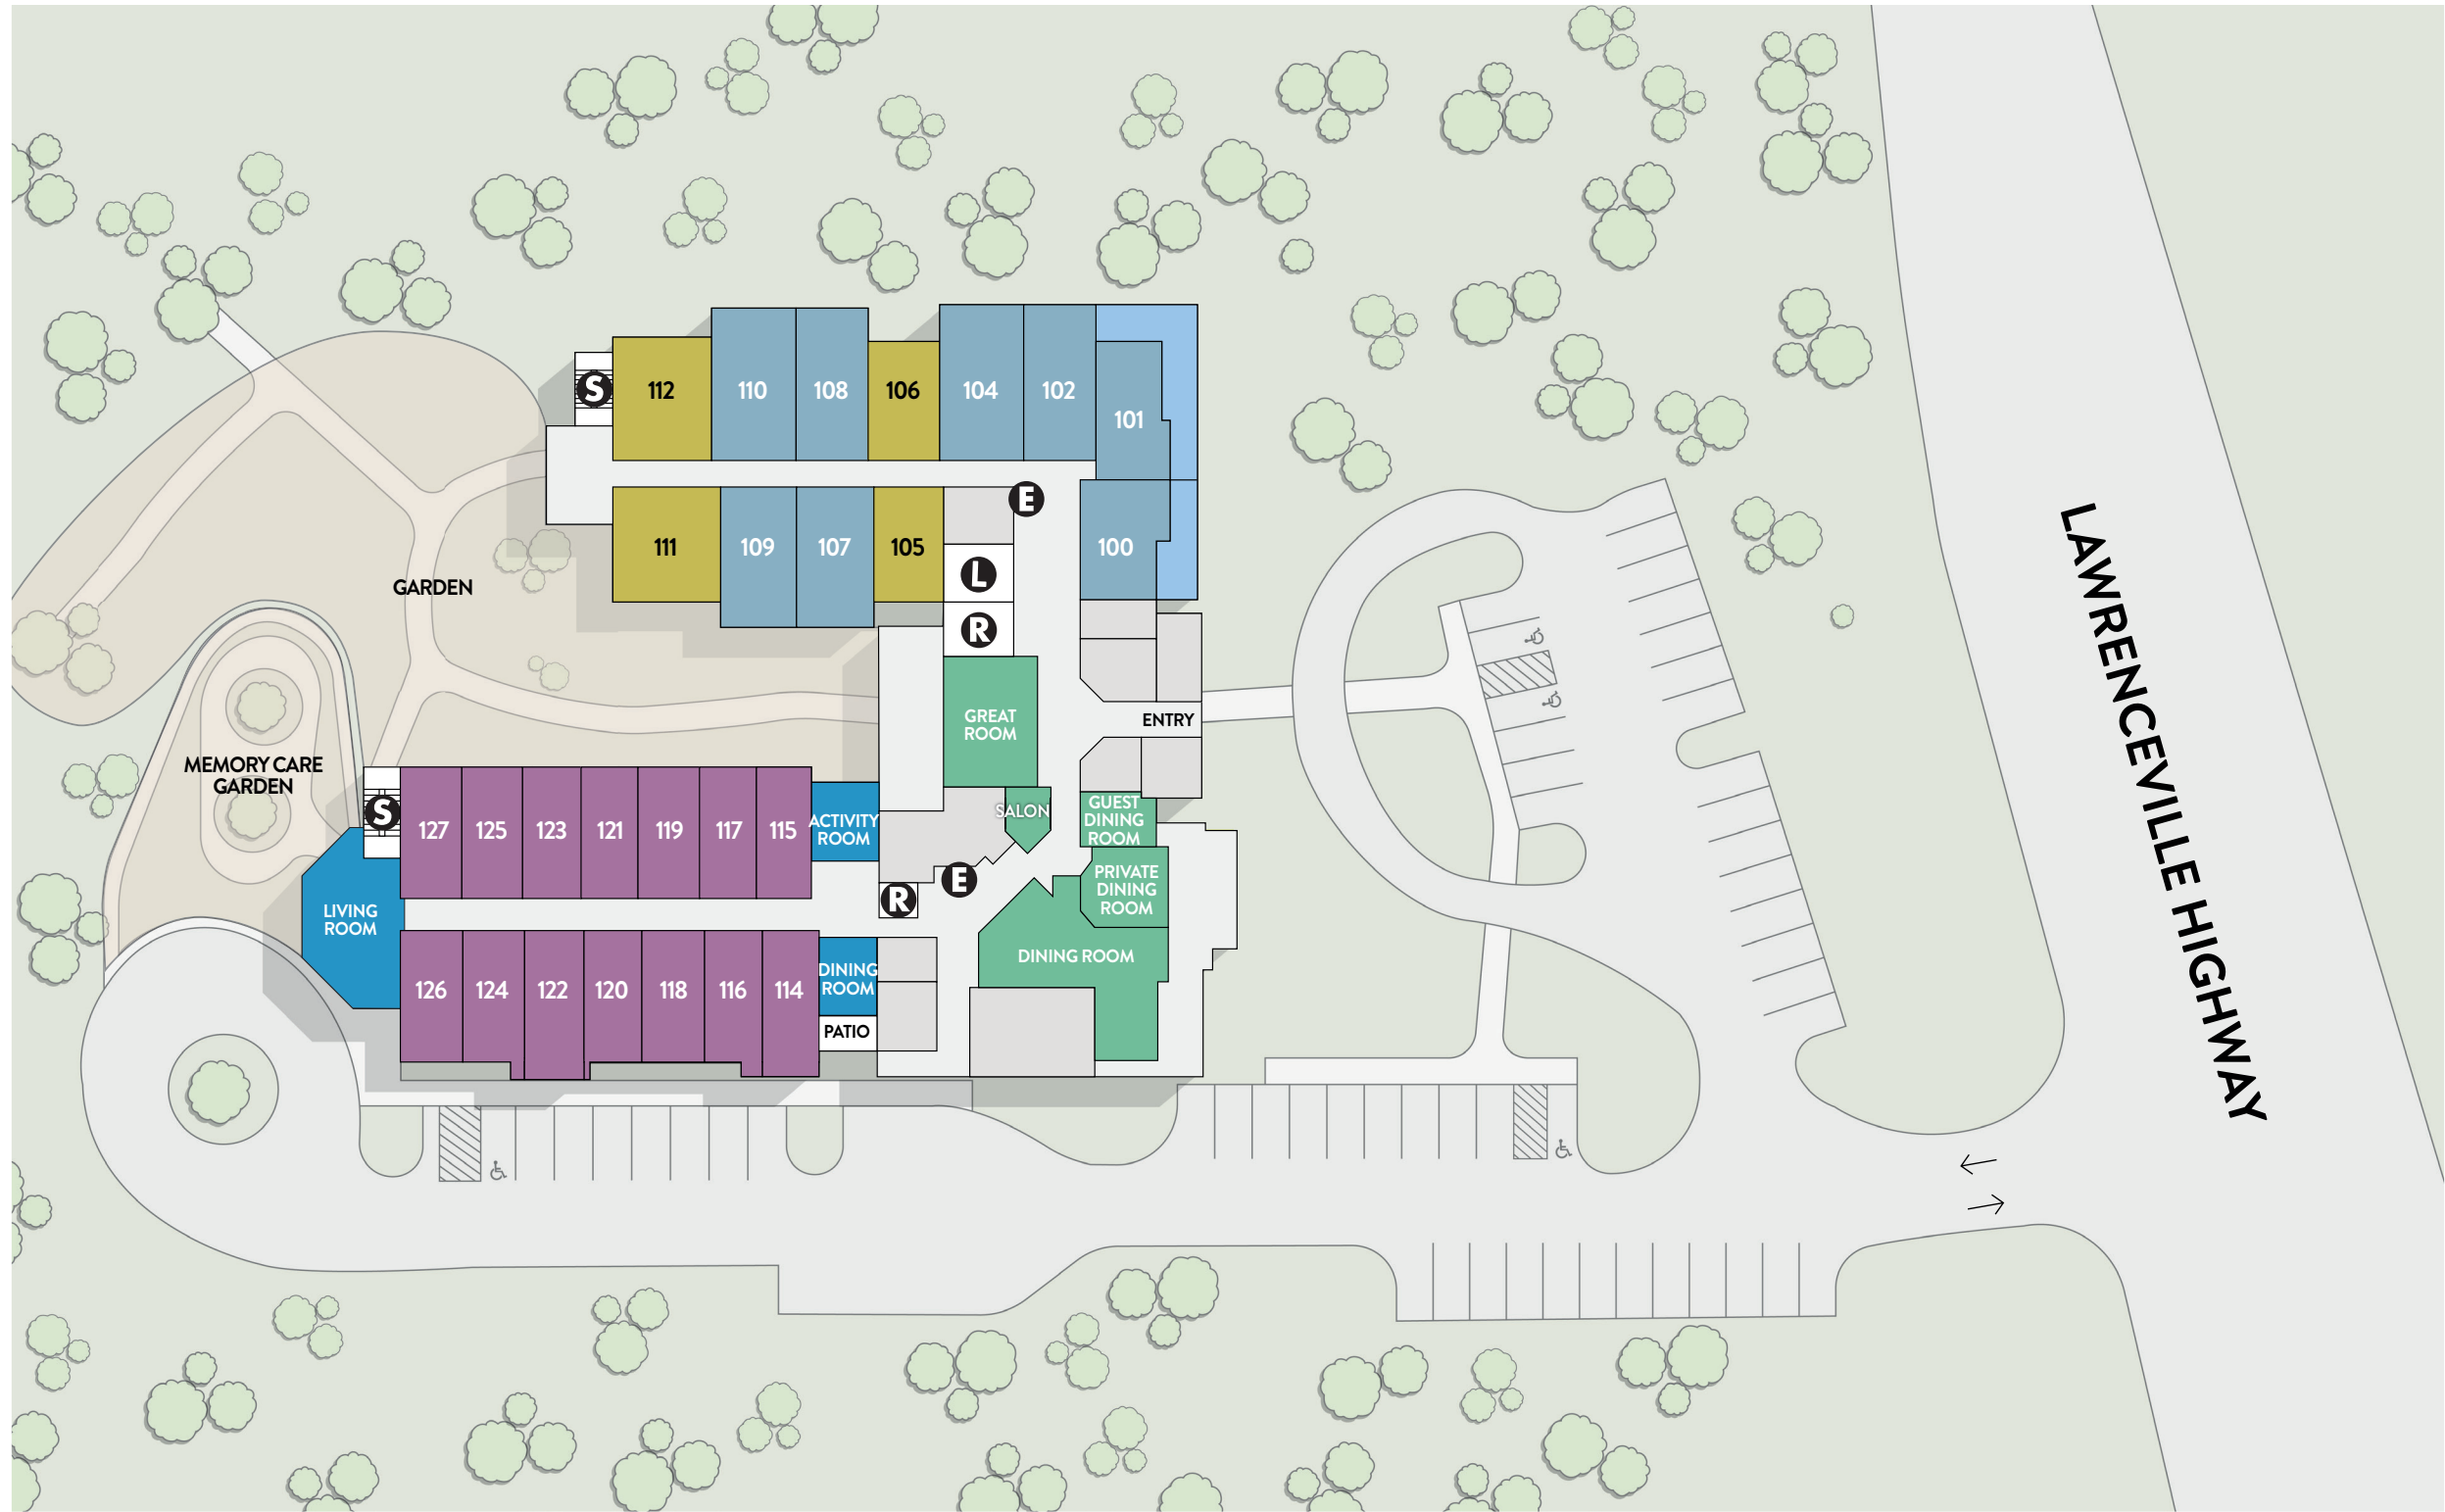 S
112
110
108
106
104
102
101
E
111
109
107
105
100
L
R
GARDEN
GREAT
ROOM
ENTRY
MEMORY CARE
GARDEN
S
127
125
123
121
119
117
115
ACTIVITY
ROOM
SALON
GUEST
DINING
ROOM
E
R
PRIVATE
DINING
ROOM
LIVING
ROOM
DINING ROOM
126
124
122
120
118
116
114
DINING
ROOM
PATIO
LAWRENCEVILLE HIGHWAY